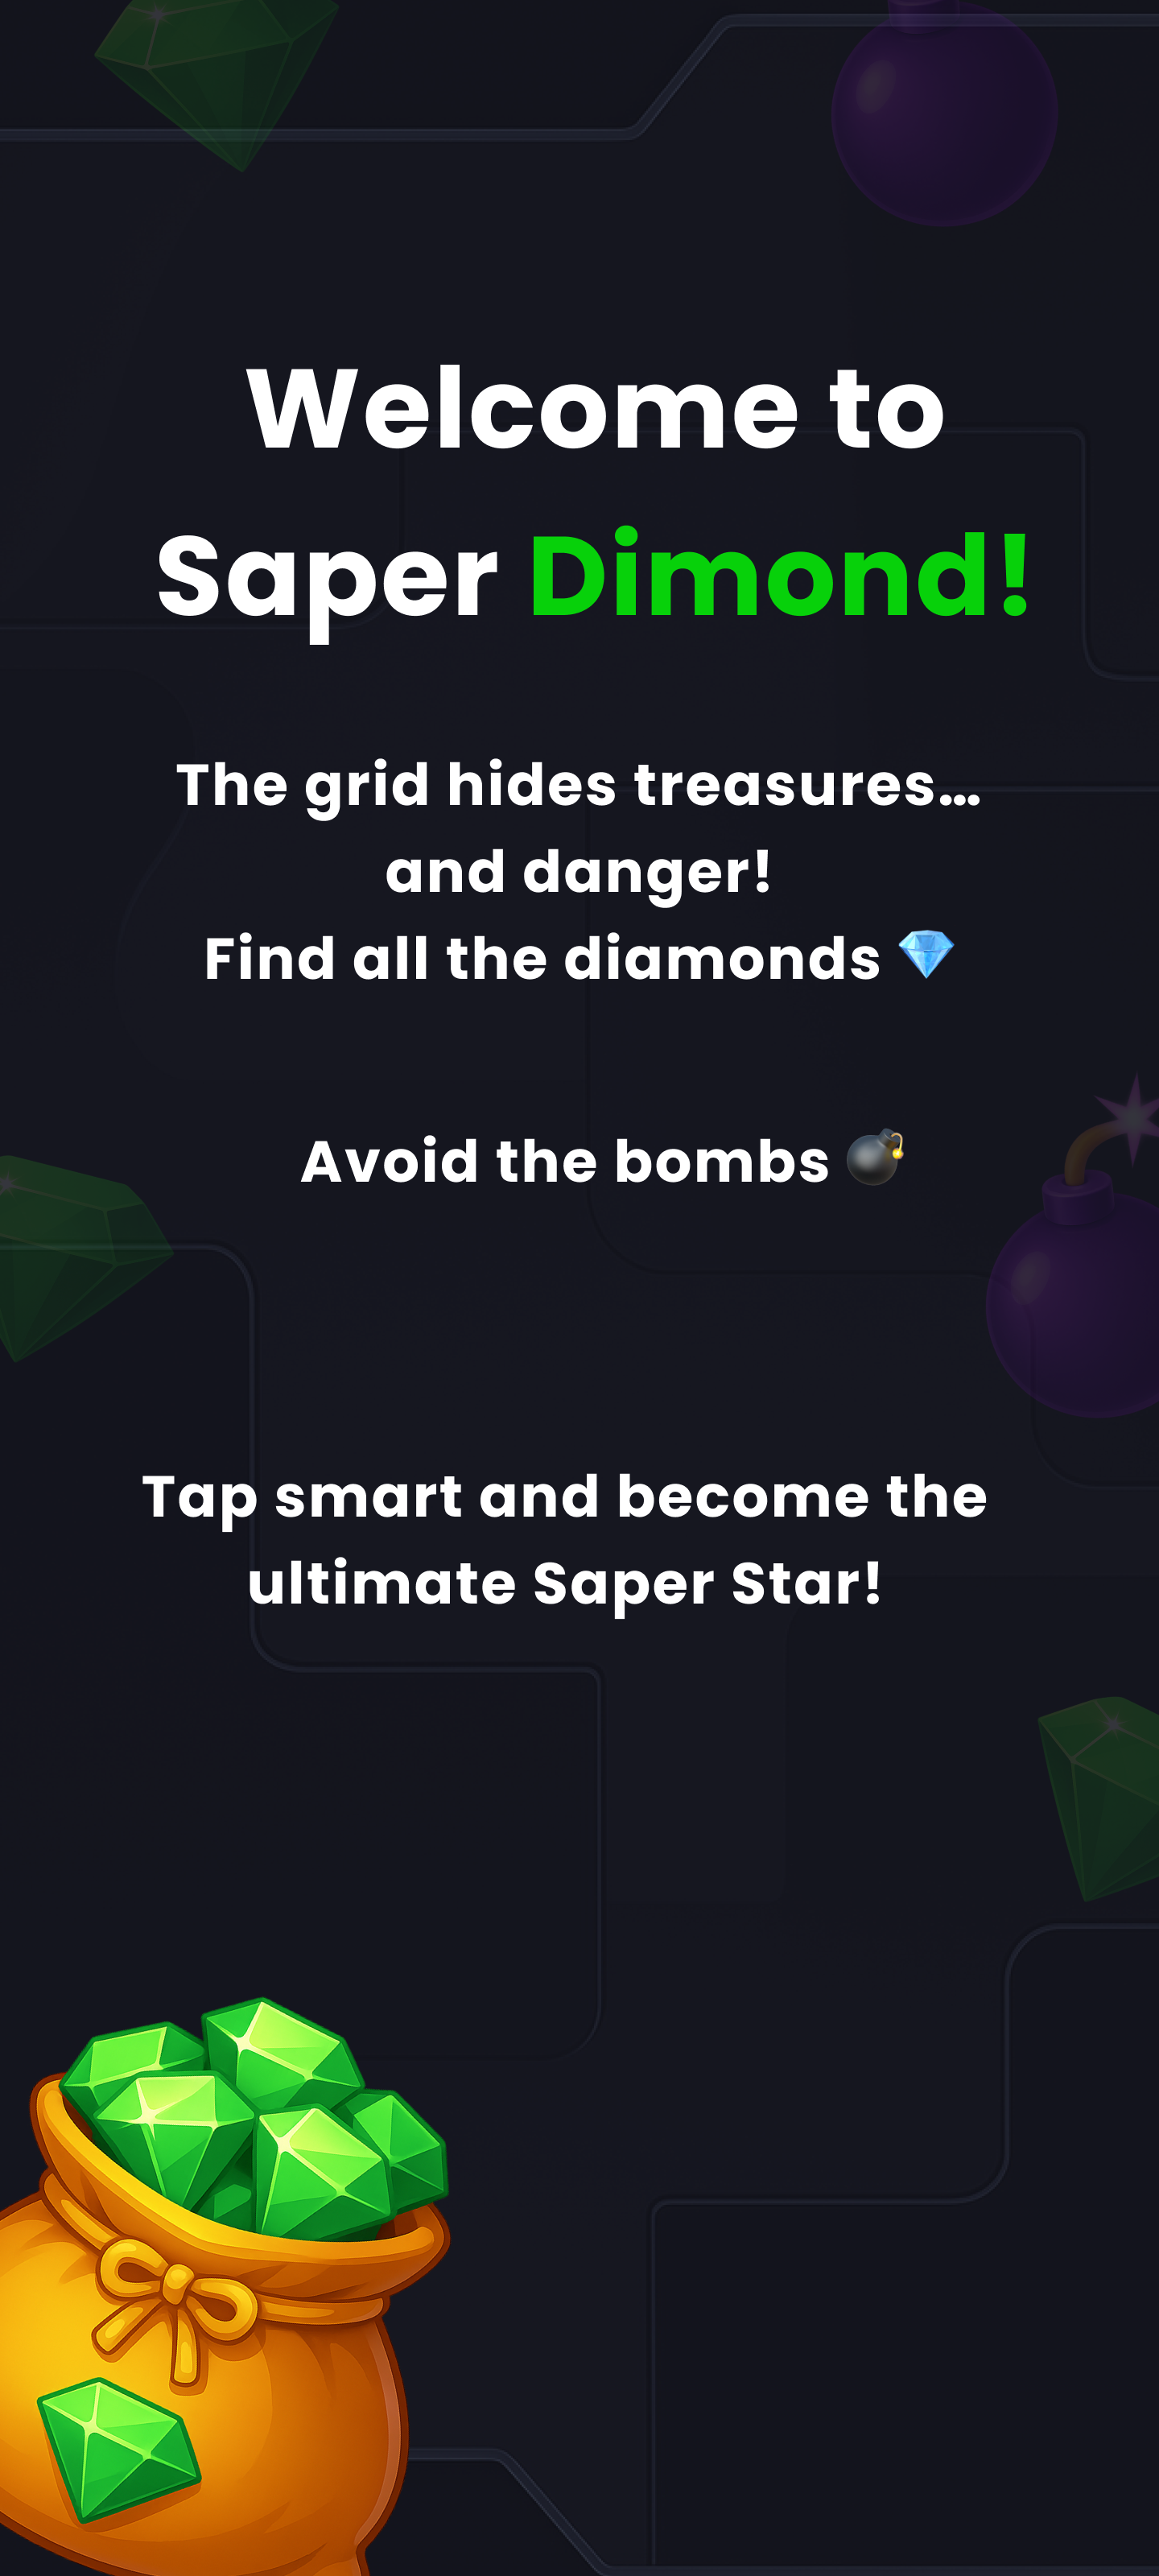 Welcome to
Saper Dimond!
The grid hides treasures...
and danger!
Find all the diamonds 💎
Avoid the bombs 💣
Tap smart and become the
ultimate Saper Star!